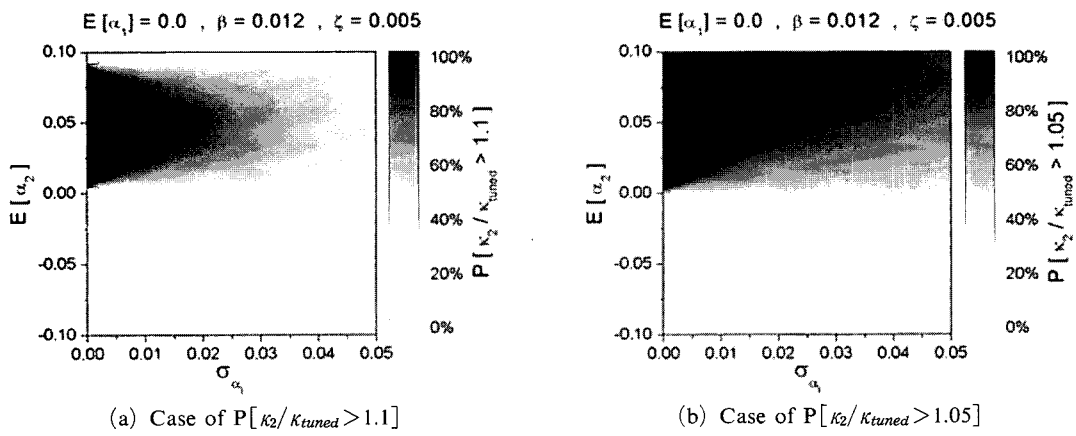 E [α₁] = 0.0 , β = 0.012 , ζ = 0.005
0.10
0.05
0.00
-0.05
-0.10
E [α₂]
0.00 0.01 0.02 0.03 0.04 0.05
σα₁
100%
80%
60%
40%
20%
0%
P [ κ₂ / κtuned > 1.1 ]
(a) Case of P[κ₂/κtuned>1.1]
E [α₁] = 0.0 , β = 0.012 , ζ = 0.005
0.10
0.05
0.00
-0.05
-0.10
E [α₂]
0.00 0.01 0.02 0.03 0.04 0.05
σα₁
100%
80%
60%
40%
20%
0%
P [ κ₂ / κtuned > 1.05 ]
(b) Case of P[κ₂/κtuned>1.05]